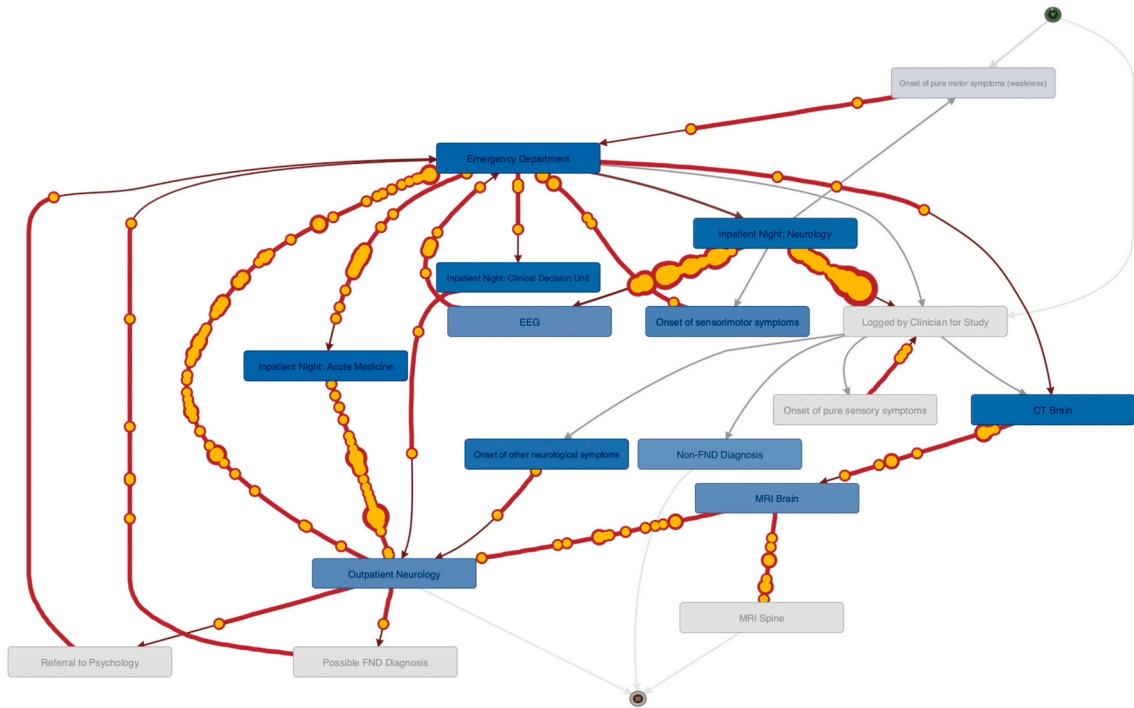 Onset of pure motor symptoms (weakness)
Emergency Department
Inpatient Night: Neurology
Inpatient Night: Clinical Decision Unit
EEG
Onset of sensorimotor symptoms
Logged by Clinician for Study
Inpatient Night: Acute Medicine
Onset of pure sensory symptoms
CT Brain
Onset of other neurological symptoms
Non-FND Diagnosis
MRI Brain
Outpatient Neurology
MRI Spine
Referral to Psychology
Possible FND Diagnosis